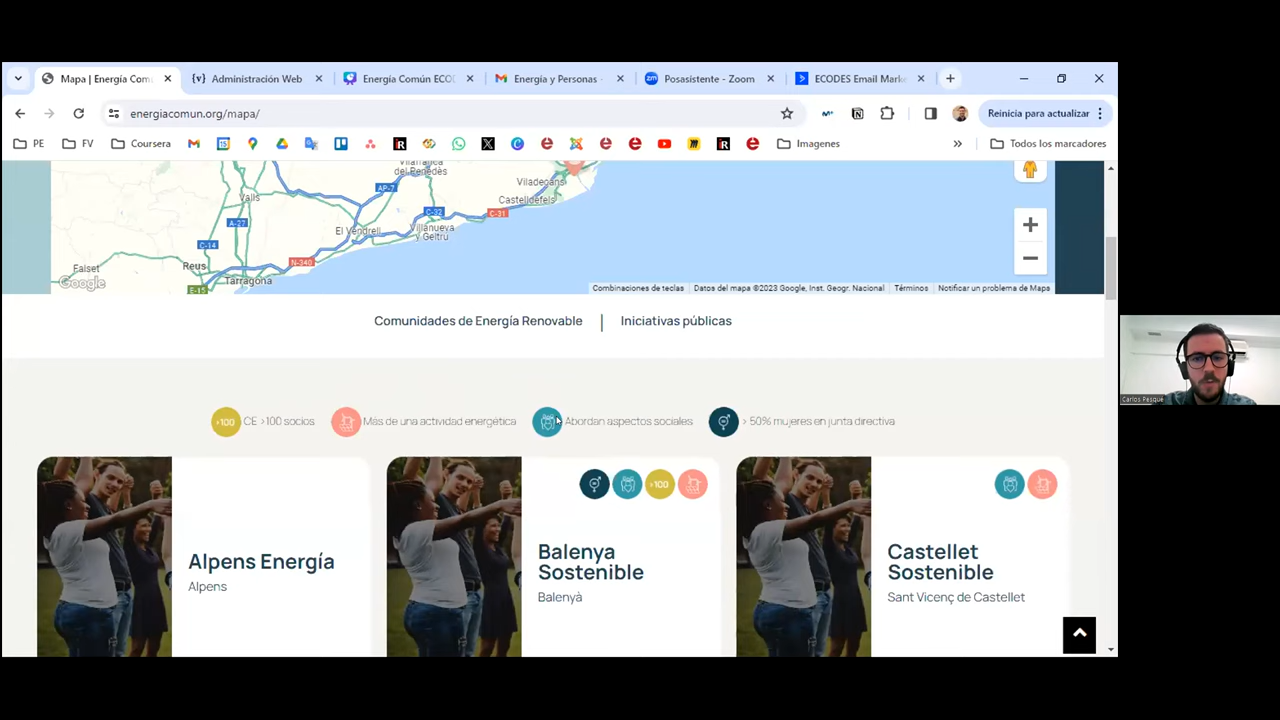 Mapa | Energía Com
Administración Web
Energía Común ECO
Energía y Personas -
Posasistente - Zoom
ECODES Email Mark
energiacomun.org/mapa/
Reinicia para actualizar
PE
FV
Coursera
Imagenes
Todos los marcadores
del Penedès
AP-7
Viladecans
Valls
Castelldefels
C-32
C-31
A-27
El Vendrell
Villanueva
y Geltrú
C-14
N-340
Falset
Reus
Tarragona
E-15
Google
Combinaciones de teclas
Datos del mapa ©2023 Google, Inst. Geogr. Nacional
Términos
Notificar un problema de Maps
Comunidades de Energía Renovable | Iniciativas públicas
>100 CE >100 socios
Más de una actividad energética
Abordan aspectos sociales
> 50% mujeres en junta directiva
Alpens Energía
Alpens
>100
Balenya
Sostenible
Balenyà
Castellet
Sostenible
Sant Vicenç de Castellet
Carlos Pesqué